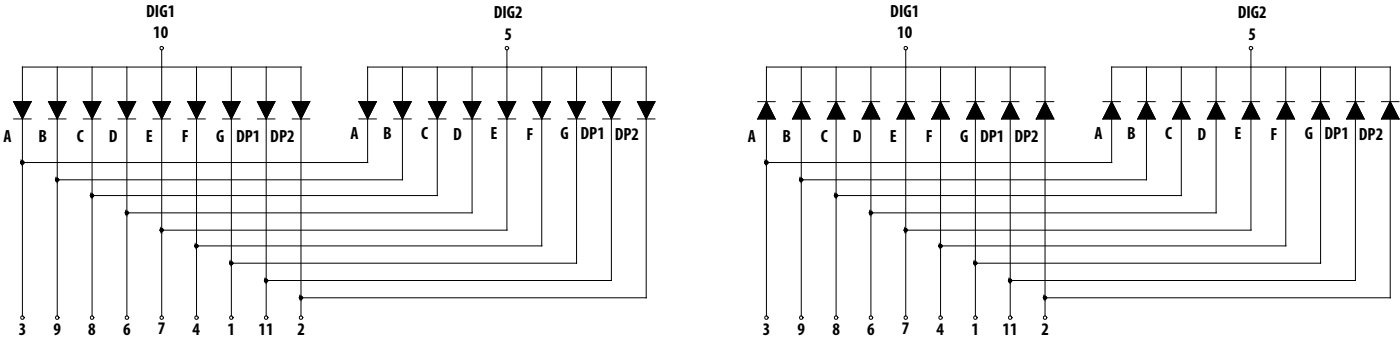 DIG1 DIG2 DIG1 DIG2
10 5 10 5
A B C D E F G DP1 DP2 A B C D E F G DP1 DP2 A B C D E F G DP1 DP2 A B C D E F G DP1 DP2
3 9 8 6 7 4 1 11 2 3 9 8 6 7 4 1 11 2